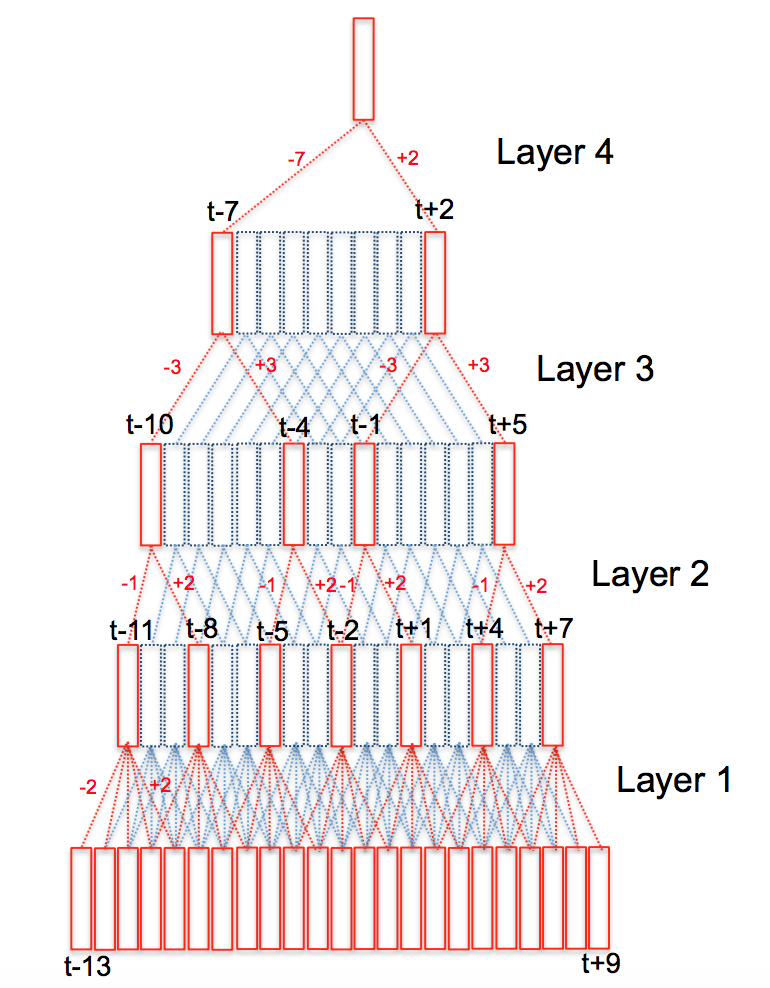 -7 +2 Layer 4
t-7 t+2
-3 +3 -3 +3 Layer 3
t-10 t-4 t-1 t+5
-1 +2 -1 +2 -1 +2 -1 +2 Layer 2
t-11 t-8 t-5 t-2 t+1 t+4 t+7
-2 +2 Layer 1
t-13 t+9